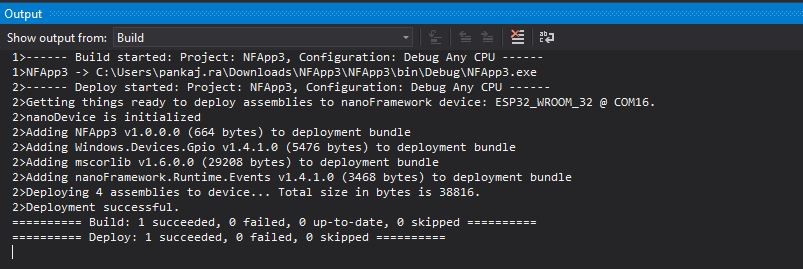 Output
Show output from: Build
1>------ Build started: Project: NFApp3, Configuration: Debug Any CPU ------
1>NFApp3 -> C:\Users\pankaj.ra\Downloads\NFApp3\NFApp3\bin\Debug\NFApp3.exe
2>------ Deploy started: Project: NFApp3, Configuration: Debug Any CPU ------
2>Getting things ready to deploy assemblies to nanoFramework device: ESP32_WROOM_32 @ COM16.
2>nanoDevice is initialized
2>Adding NFApp3 v1.0.0.0 (664 bytes) to deployment bundle
2>Adding Windows.Devices.Gpio v1.4.1.0 (5476 bytes) to deployment bundle
2>Adding mscorlib v1.6.0.0 (29208 bytes) to deployment bundle
2>Adding nanoFramework.Runtime.Events v1.4.1.0 (3468 bytes) to deployment bundle
2>Deploying 4 assemblies to device... Total size in bytes is 38816.
2>Deployment successful.
========== Build: 1 succeeded, 0 failed, 0 up-to-date, 0 skipped ==========
========== Deploy: 1 succeeded, 0 failed, 0 skipped ==========